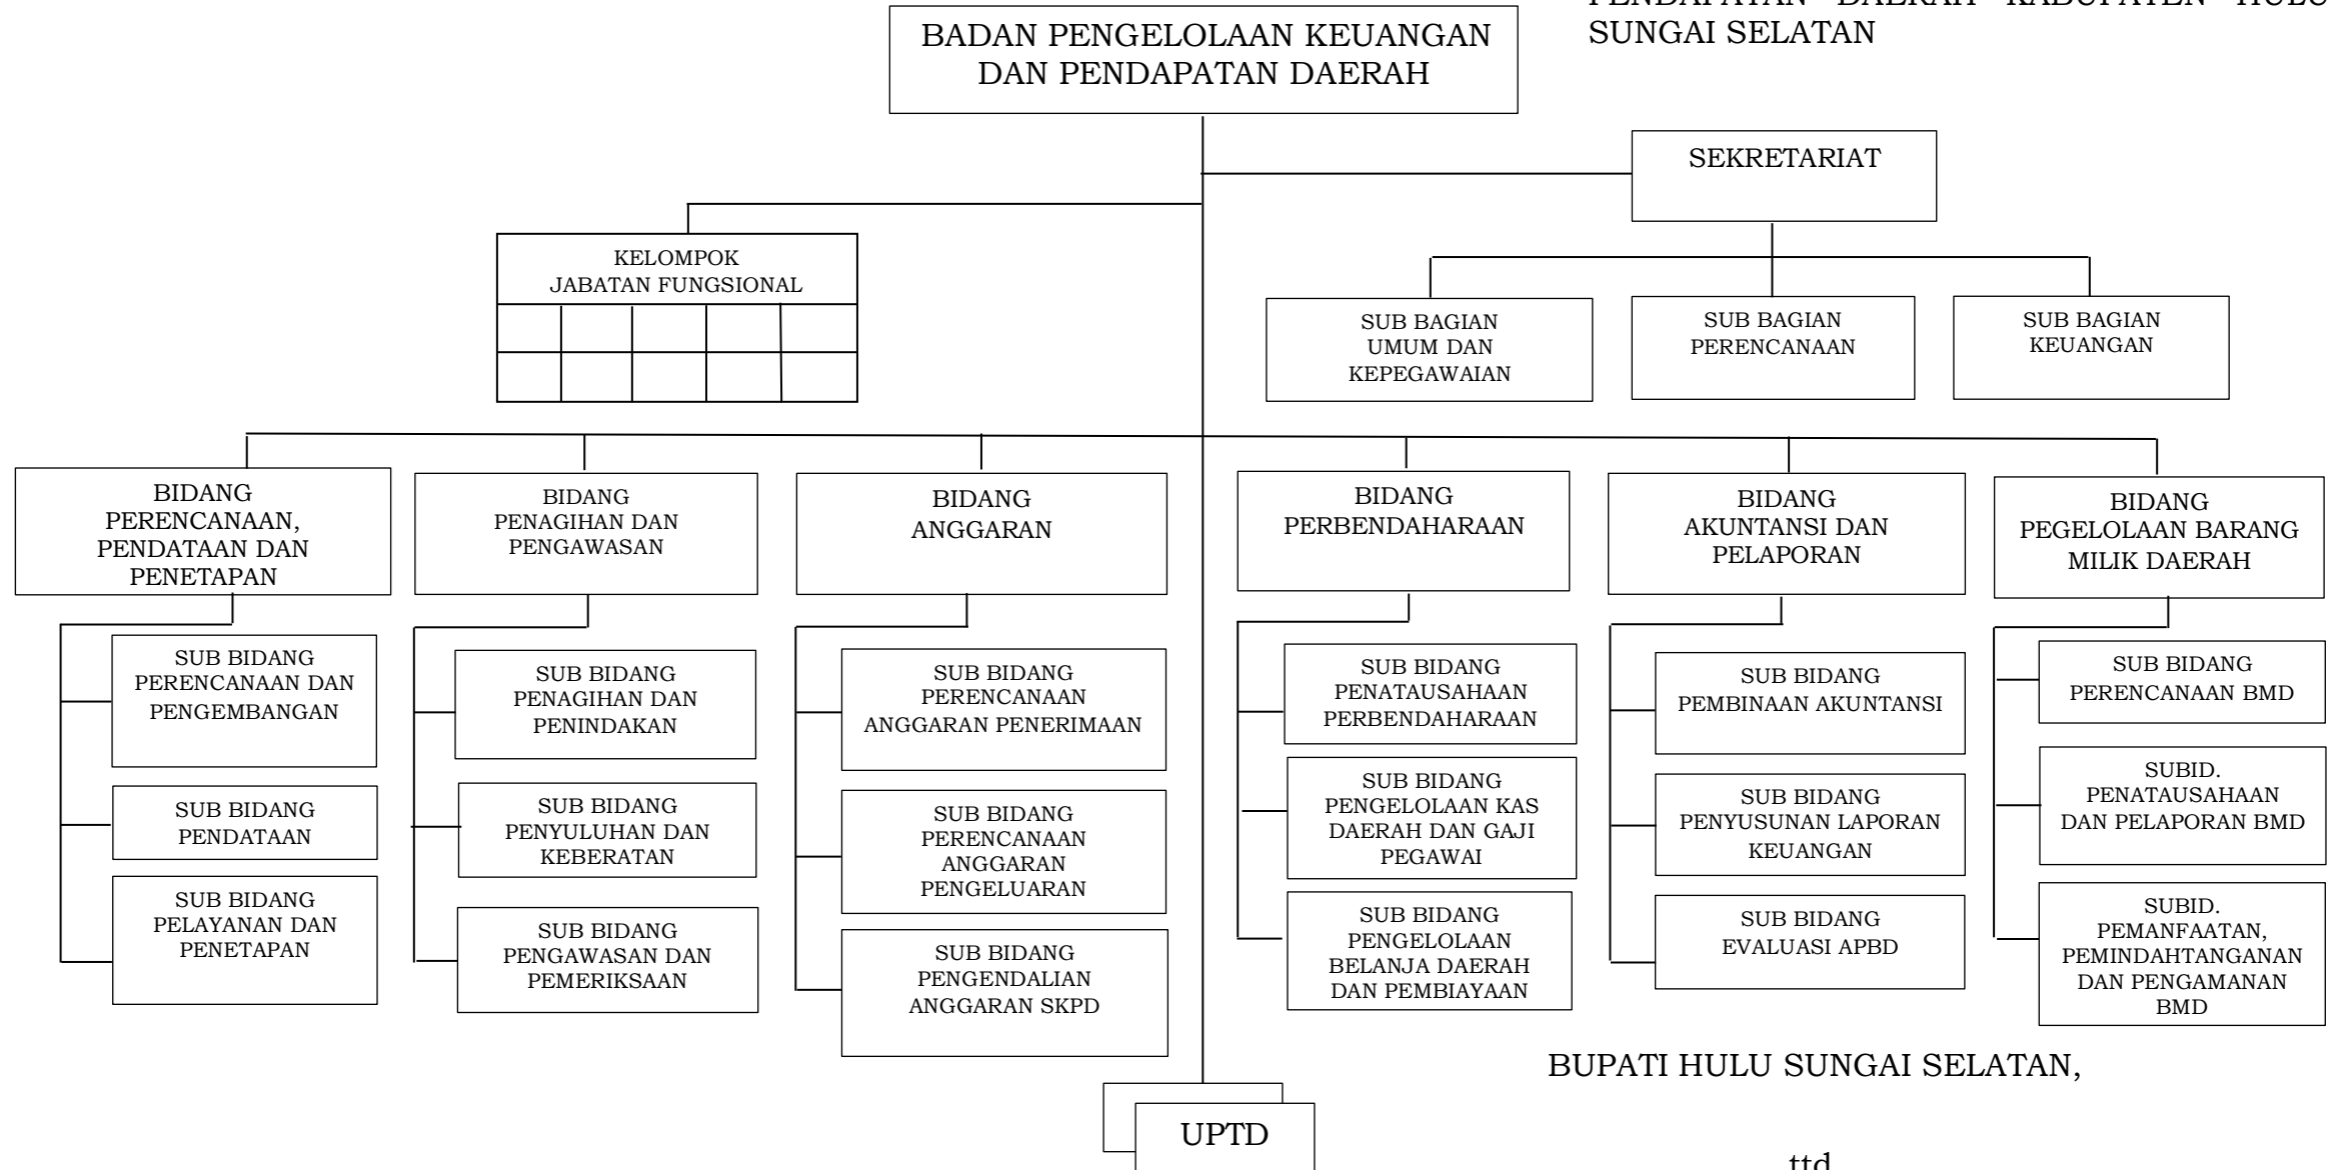 PENDAPATAN DAERAH KABUPATEN HULU
SUNGAI SELATAN
BADAN PENGELOLAAN KEUANGAN
DAN PENDAPATAN DAERAH
SEKRETARIAT
KELOMPOK
JABATAN FUNGSIONAL
SUB BAGIAN
UMUM DAN
KEPEGAWAIAN
SUB BAGIAN
PERENCANAAN
SUB BAGIAN
KEUANGAN
BIDANG
PERENCANAAN,
PENDATAAN DAN
PENETAPAN
BIDANG
PENAGIHAN DAN
PENGAWASAN
BIDANG
ANGGARAN
BIDANG
PERBENDAHARAAN
BIDANG
AKUNTANSI DAN
PELAPORAN
BIDANG
PEGELOLAAN BARANG
MILIK DAERAH
SUB BIDANG
PERENCANAAN DAN
PENGEMBANGAN
SUB BIDANG
PENDATAAN
SUB BIDANG
PELAYANAN DAN
PENETAPAN
SUB BIDANG
PENAGIHAN DAN
PENINDAKAN
SUB BIDANG
PENYULUHAN DAN
KEBERATAN
SUB BIDANG
PENGAWASAN DAN
PEMERIKSAAN
SUB BIDANG
PERENCANAAN
ANGGARAN PENERIMAAN
SUB BIDANG
PERENCANAAN
ANGGARAN
PENGELUARAN
SUB BIDANG
PENGENDALIAN
ANGGARAN SKPD
SUB BIDANG
PENATAUSAHAAN
PERBENDAHARAAN
SUB BIDANG
PENGELOLAAN KAS
DAERAH DAN GAJI
PEGAWAI
SUB BIDANG
PENGELOLAAN
BELANJA DAERAH
DAN PEMBIAYAAN
SUB BIDANG
PEMBINAAN AKUNTANSI
SUB BIDANG
PENYUSUNAN LAPORAN
KEUANGAN
SUB BIDANG
EVALUASI APBD
SUB BIDANG
PERENCANAAN BMD
SUBID.
PENATAUSAHAAN
DAN PELAPORAN BMD
SUBID.
PEMANFAATAN,
PEMINDAHTANGANAN
DAN PENGAMANAN
BMD
UPTD
BUPATI HULU SUNGAI SELATAN,
ttd